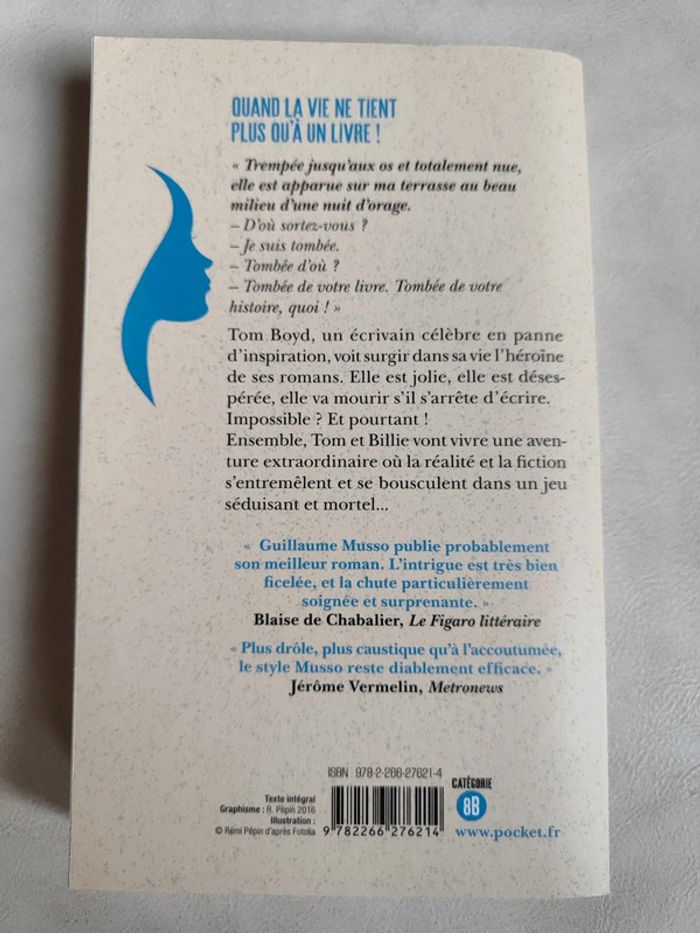 QUAND LA VIE NE TIENT
PLUS QU'À UN LIVRE !
« Trempée jusqu'aux os et totalement nue,
elle est apparue sur ma terrasse au beau
milieu d'une nuit d'orage.
– D'où sortez-vous ?
– Je suis tombée.
– Tombée d'où ?
– Tombée de votre livre. Tombée de votre
histoire, quoi ! »
Tom Boyd, un écrivain célèbre en panne
d'inspiration, voit surgir dans sa vie l'héroïne
de ses romans. Elle est jolie, elle est déses-
pérée, elle va mourir s'il s'arrête d'écrire.
Impossible ? Et pourtant !
Ensemble, Tom et Billie vont vivre une aven-
ture extraordinaire où la réalité et la fiction
s'entremêlent et se bousculent dans un jeu
séduisant et mortel...
« Guillaume Musso publie probablement
son meilleur roman. L'intrigue est très bien
ficelée, et la chute particulièrement
soignée et surprenante. »
Blaise de Chabalier, Le Figaro littéraire
« Plus drôle, plus caustique qu'à l'accoutumée,
le style Musso reste diablement efficace. »
Jérôme Vermelin, Metronews
ISBN 978-2-266-27621-4
Texte intégral
Graphisme : R. Pépin 2016
Illustration :
© Rémi Pépin d'après Fotolia
9 782266 276214
CATÉGORIE
8B
www.pocket.fr